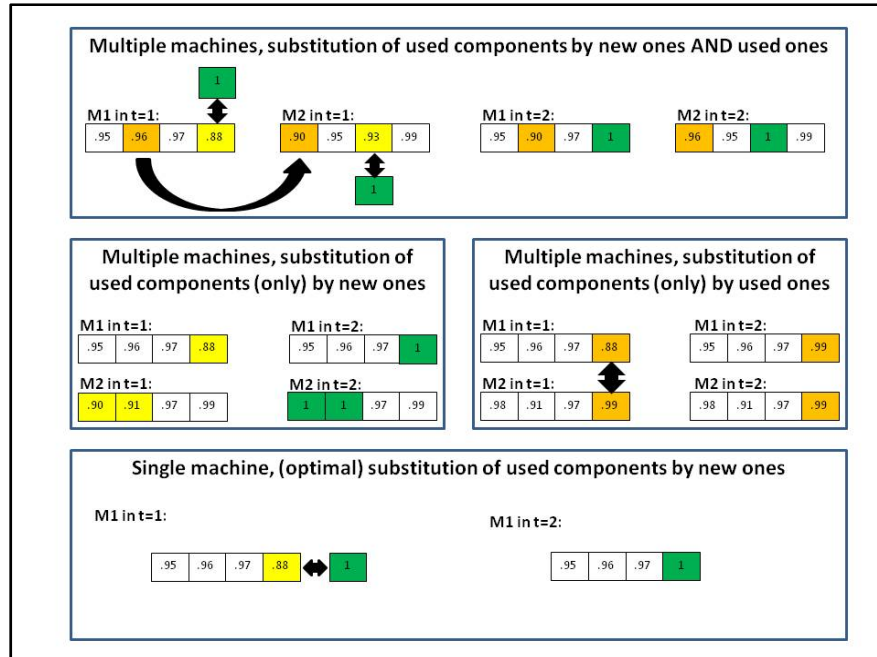 Multiple machines, substitution of used components by new ones AND used ones
1
M1 in t=1:
.95 .96 .97 .88
M2 in t=1:
.90 .95 .93 .99
1
M1 in t=2:
.95 .90 .97 1
M2 in t=2:
.96 .95 1 .99
Multiple machines, substitution of
used components (only) by new ones
M1 in t=1:
.95 .96 .97 .88
M1 in t=2:
.95 .96 .97 1
M2 in t=1:
.90 .91 .97 .99
M2 in t=2:
1 1 .97 .99
Multiple machines, substitution of
used components (only) by used ones
M1 in t=1:
.95 .96 .97 .88
M1 in t=2:
.95 .96 .97 .99
M2 in t=1:
.98 .91 .97 .99
M2 in t=2:
.98 .91 .97 .99
Single machine, (optimal) substitution of used components by new ones
M1 in t=1:
.95 .96 .97 .88 1
M1 in t=2:
.95 .96 .97 1